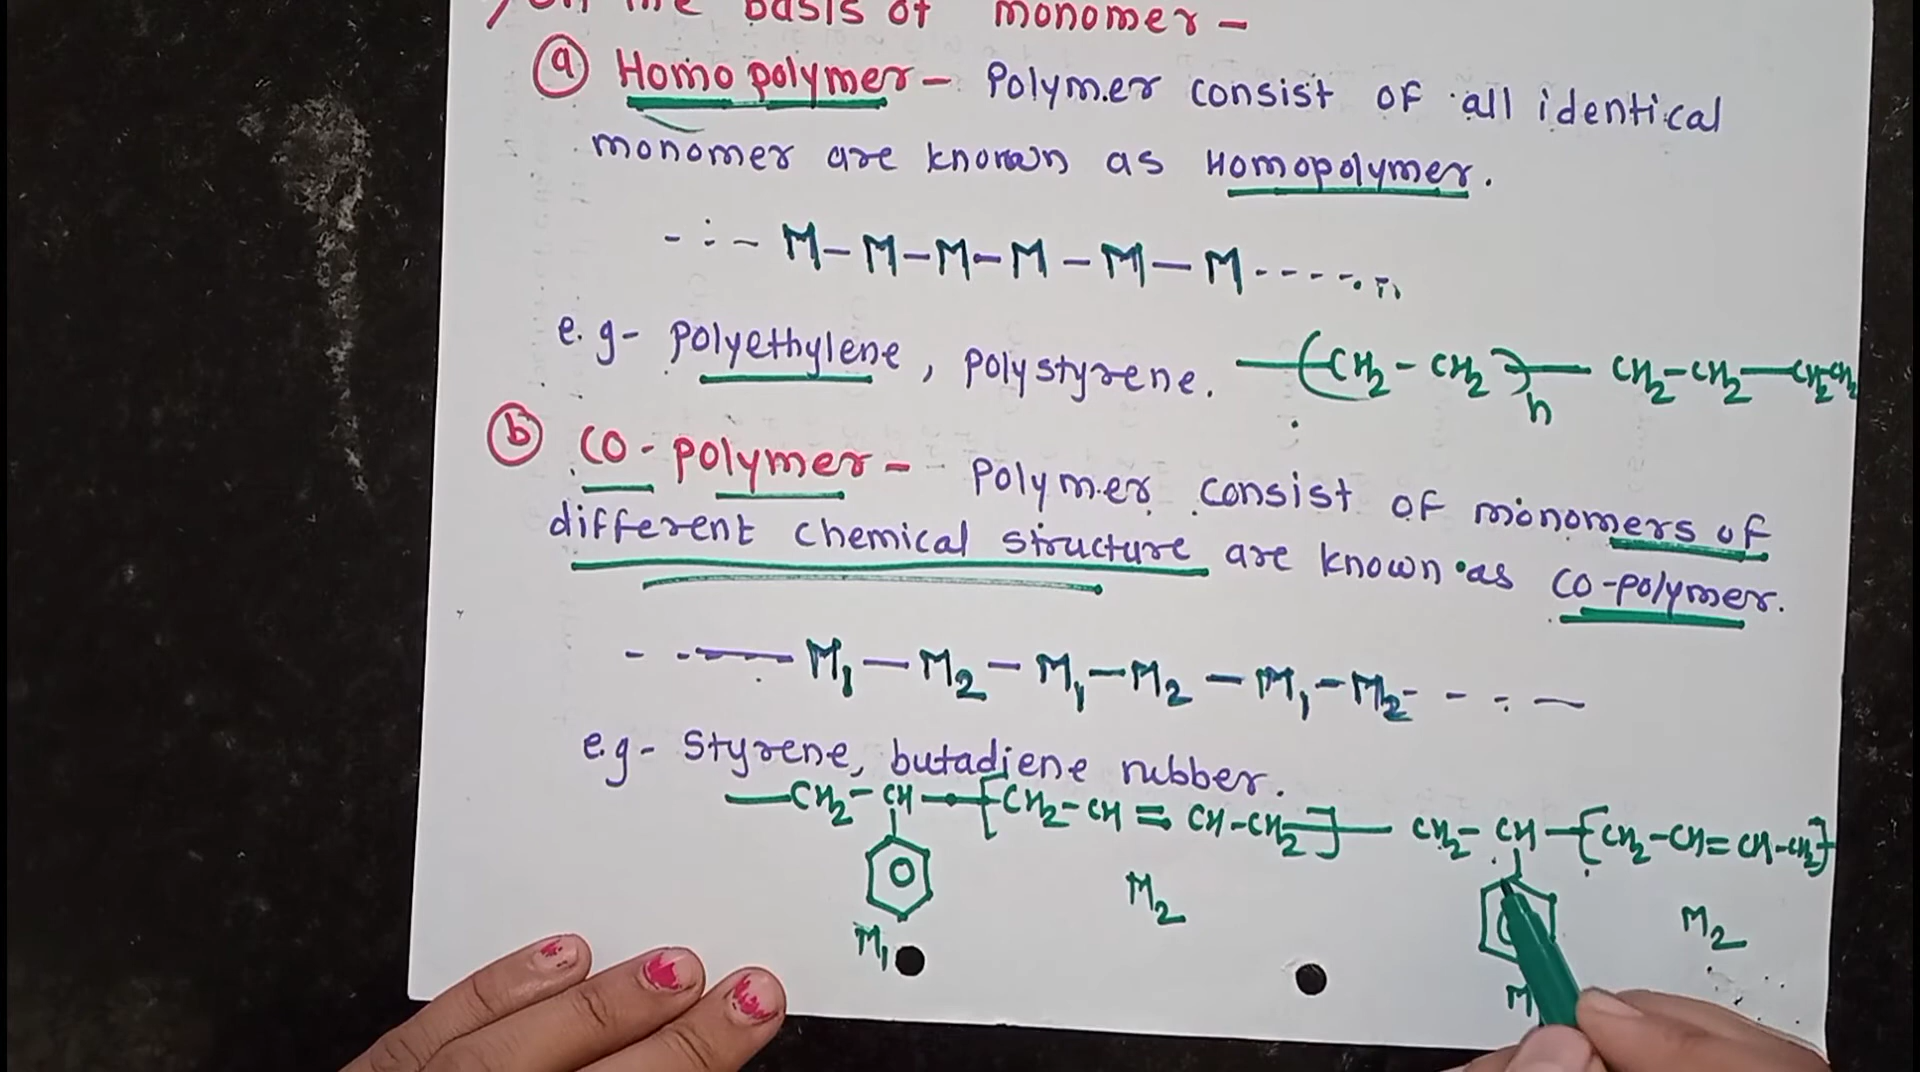 basis of monomer -
(a) Homo polymer - Polymer consist of all identical
monomer are known as Homopolymer.
- - - M - M - M - M - M - M - - - - - -
e.g - polyethylene, polystyrene. —(CH2 - CH2)n— CH2-CH2—CH2CH2
(b) CO - polymer - Polymer consist of monomers of
different chemical structure are known as CO-polymer.
- - — M1 — M2 — M1 — M2 — M1 - M2 - - - —
e.g - Styrene, butadiene rubber.
—CH2 - CH —[CH2 - CH = CH - CH2]— CH2 - CH —[CH2 - CH = CH - CH2]
M1 M2 M2
M